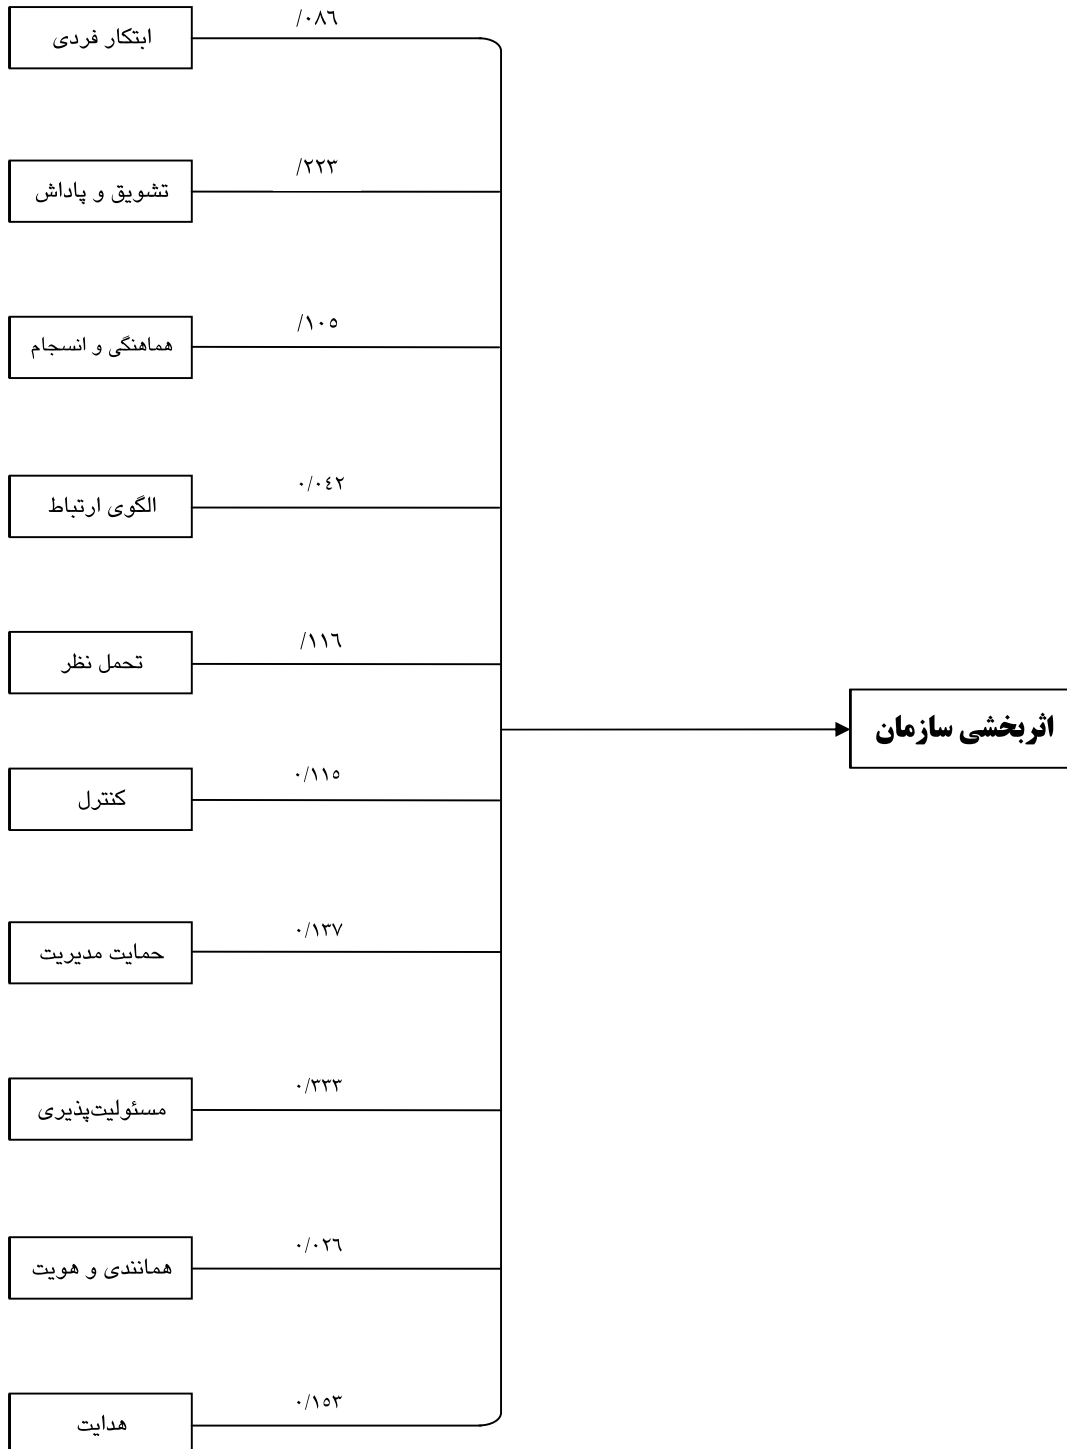 /۰۸۶
ابتکار فردی
/۲۲۳
تشویق و پاداش
/۱۰۵
هماهنگی و انسجام
۰/۰۴۲
الگوی ارتباط
/۱۱۶
تحمل نظر
اثربخشی سازمان
۰/۱۱۵
کنترل
۰/۱۳۷
حمایت مدیریت
۰/۳۳۳
مسئولیت‌پذیری
۰/۰۲۶
همانندی و هویت
۰/۱۵۳
هدایت